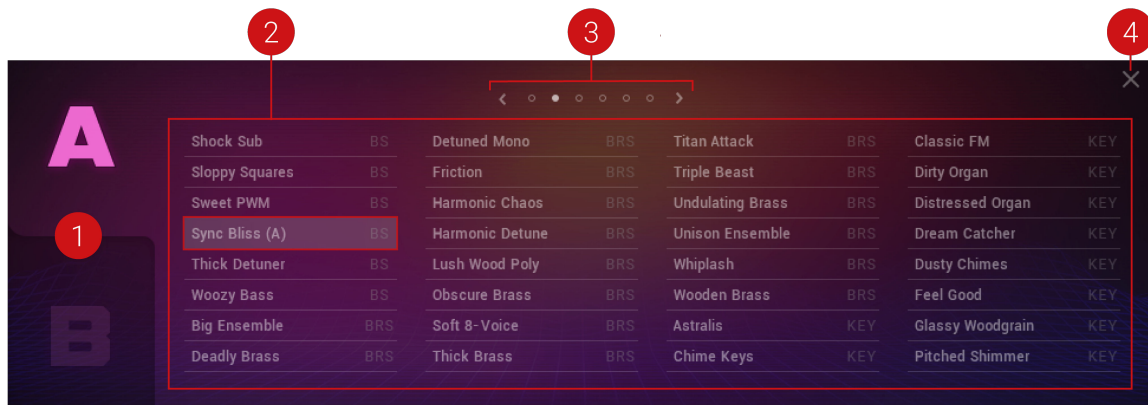 2 3 4
A
1
B
Shock Sub BS Detuned Mono BRS Titan Attack BRS Classic FM KEY
Sloppy Squares BS Friction BRS Triple Beast BRS Dirty Organ KEY
Sweet PWM BS Harmonic Chaos BRS Undulating Brass BRS Distressed Organ KEY
Sync Bliss (A) BS Harmonic Detune BRS Unison Ensemble BRS Dream Catcher KEY
Thick Detuner BS Lush Wood Poly BRS Whiplash BRS Dusty Chimes KEY
Woozy Bass BS Obscure Brass BRS Wooden Brass BRS Feel Good KEY
Big Ensemble BRS Soft 8-Voice BRS Astralis KEY Glassy Woodgrain KEY
Deadly Brass BRS Thick Brass BRS Chime Keys KEY Pitched Shimmer KEY